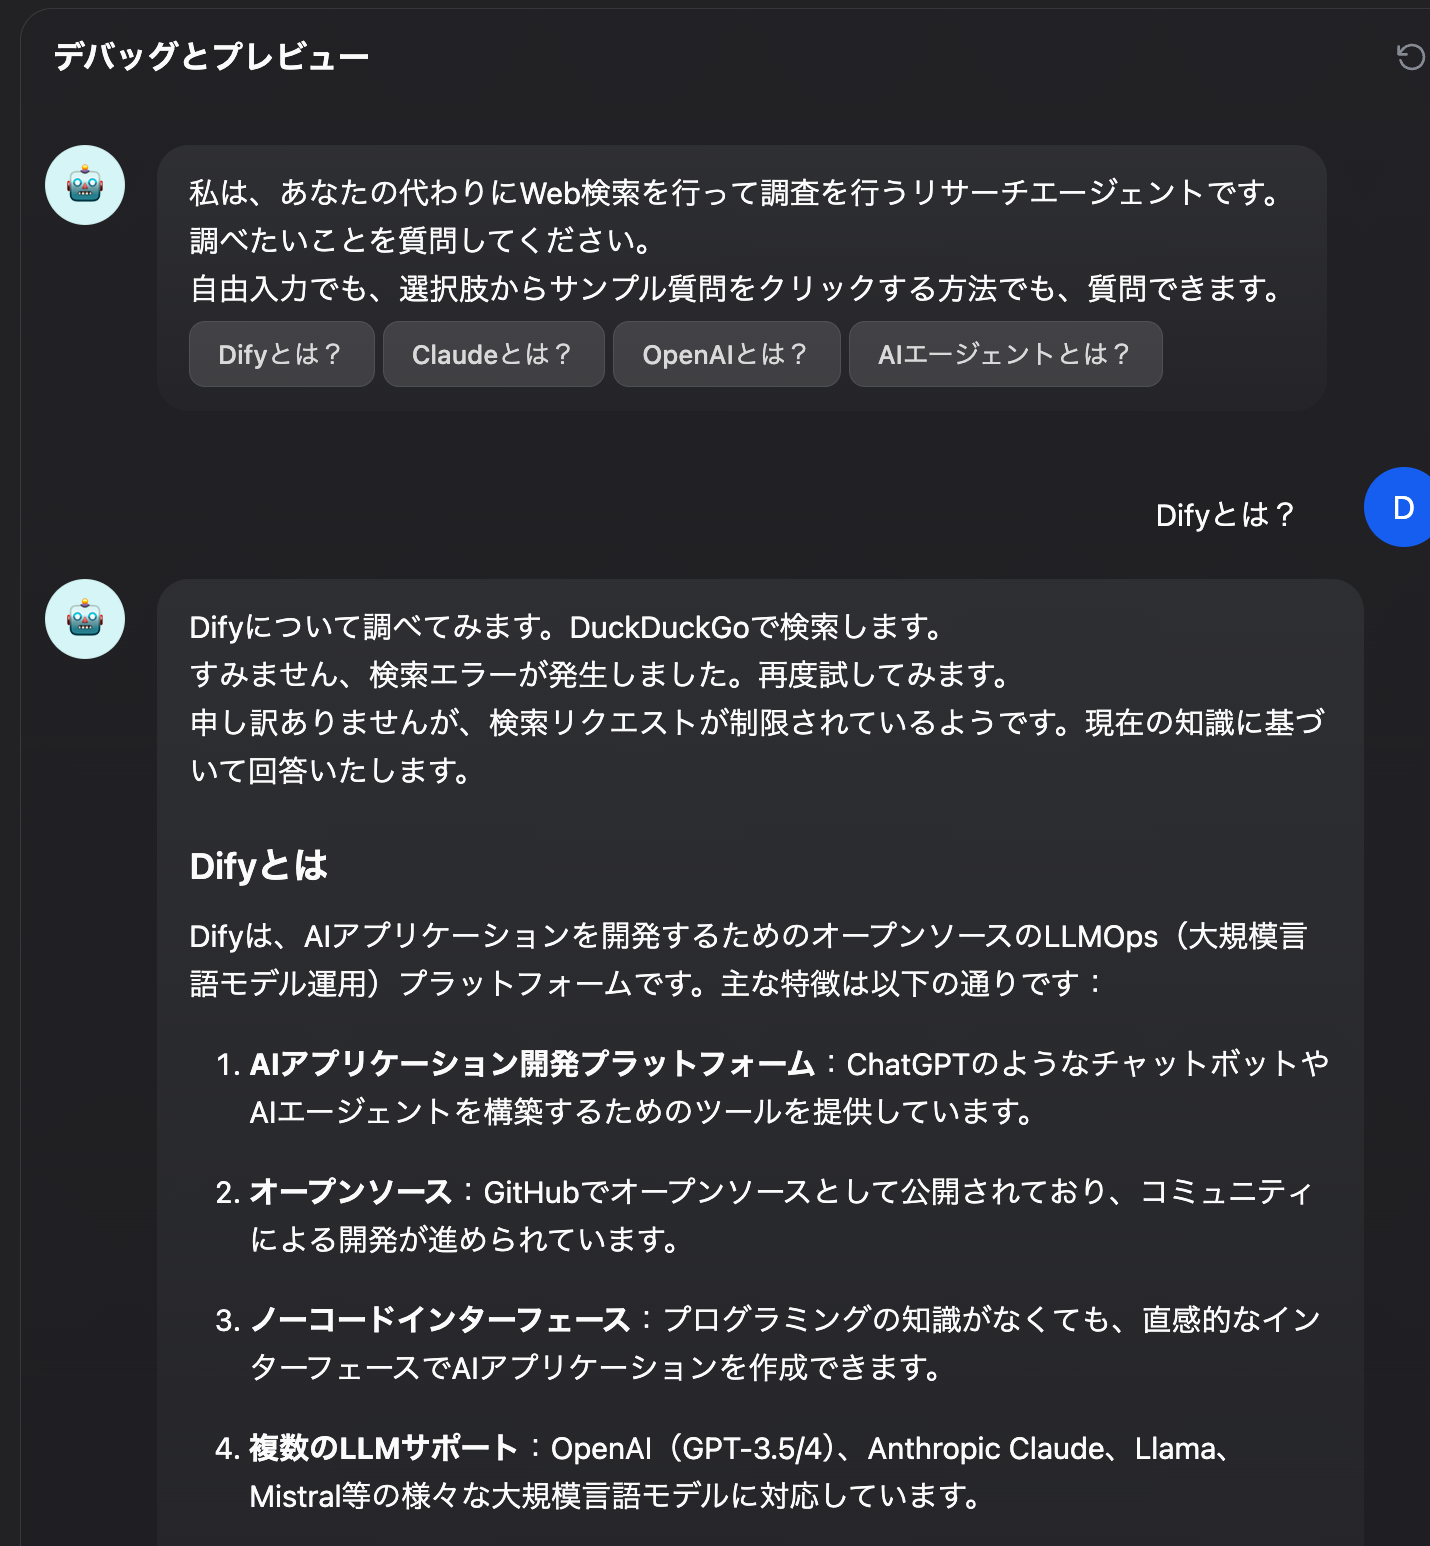 デバッグとプレビュー
私は、あなたの代わりにWeb検索を行って調査を行うリサーチエージェントです。
調べたいことを質問してください。
自由入力でも、選択肢からサンプル質問をクリックする方法でも、質問できます。
Difyとは？
Claudeとは？
OpenAIとは？
AIエージェントとは？
Difyとは？
D
Difyについて調べてみます。DuckDuckGoで検索します。
すみません、検索エラーが発生しました。再度試してみます。
申し訳ありませんが、検索リクエストが制限されているようです。現在の知識に基づ
いて回答いたします。
Difyとは
Difyは、AIアプリケーションを開発するためのオープンソースのLLMOps（大規模言
語モデル運用）プラットフォームです。主な特徴は以下の通りです：
1. AIアプリケーション開発プラットフォーム：ChatGPTのようなチャットボットや
AIエージェントを構築するためのツールを提供しています。
2. オープンソース：GitHubでオープンソースとして公開されており、コミュニティ
による開発が進められています。
3. ノーコードインターフェース：プログラミングの知識がなくても、直感的なイン
ターフェースでAIアプリケーションを作成できます。
4. 複数のLLMサポート：OpenAI（GPT-3.5/4）、Anthropic Claude、Llama、
Mistral等の様々な大規模言語モデルに対応しています。